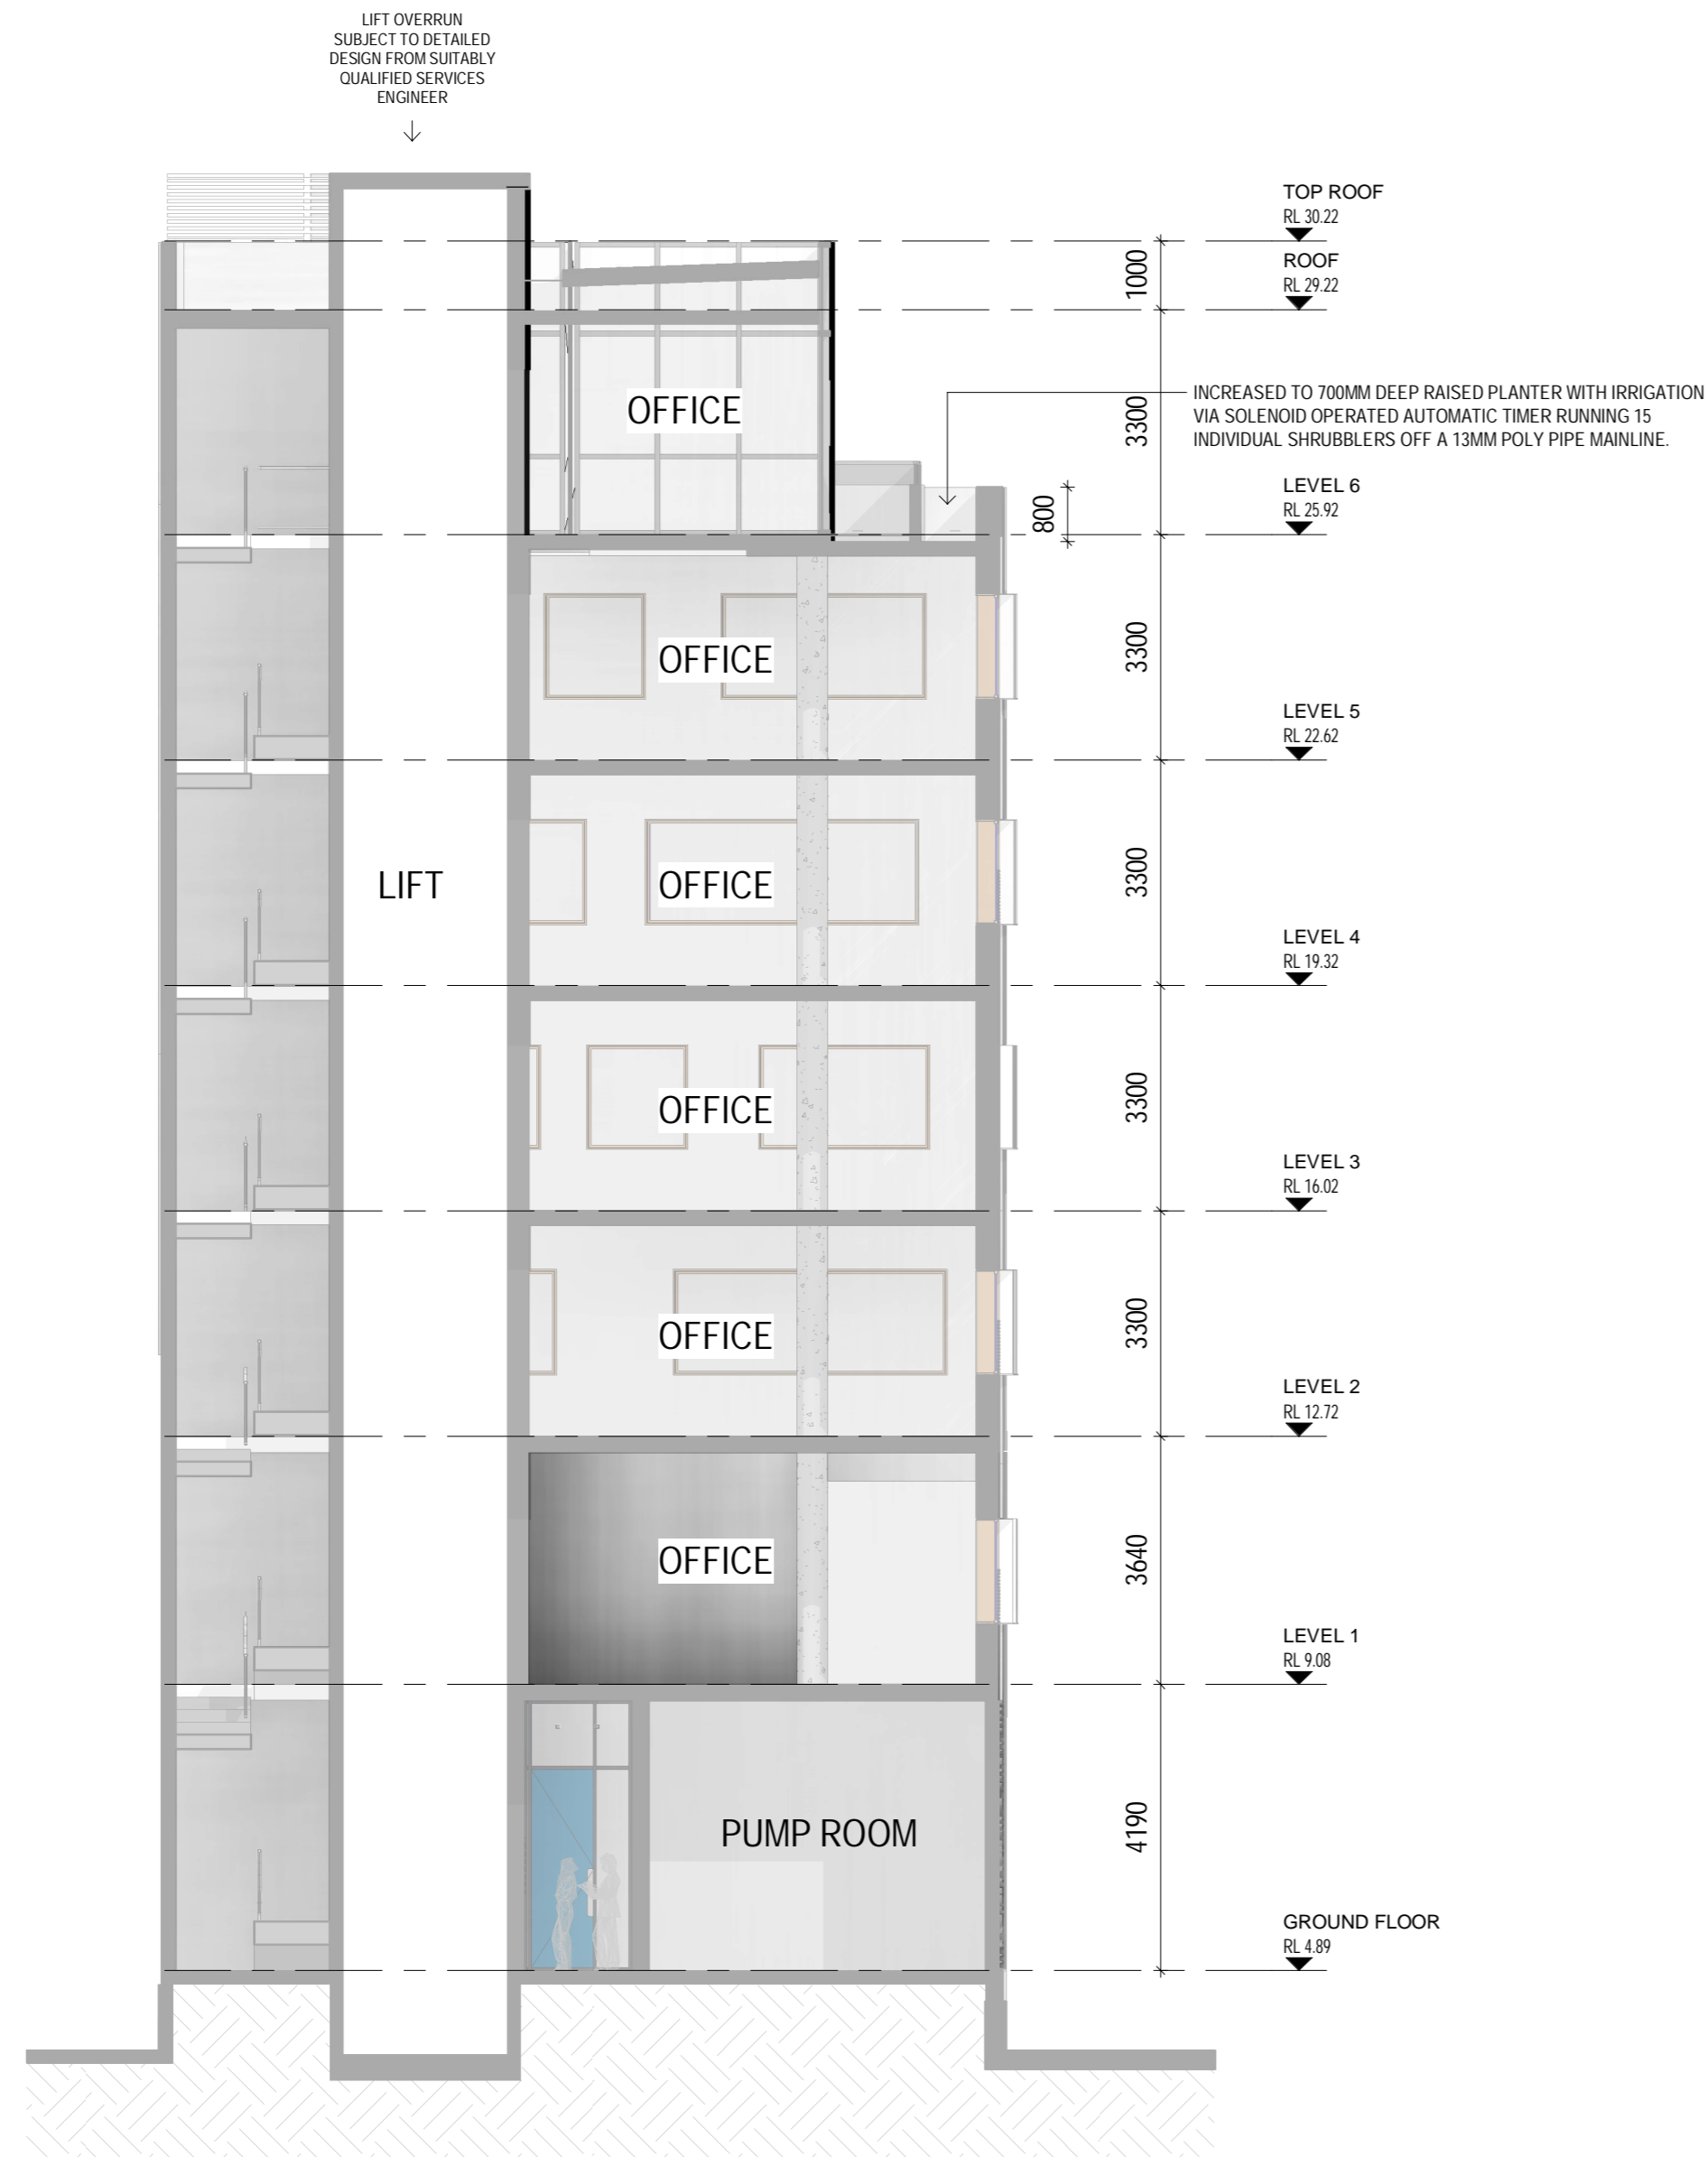 LIFT OVERRUN
SUBJECT TO DETAILED
DESIGN FROM SUITABLY
QUALIFIED SERVICES
ENGINEER
TOP ROOF
RL 30.22
1000
ROOF
RL 29.22
OFFICE
3300
INCREASED TO 700MM DEEP RAISED PLANTER WITH IRRIGATION
VIA SOLENOID OPERATED AUTOMATIC TIMER RUNNING 15
INDIVIDUAL SHRUBBLERS OFF A 13MM POLY PIPE MAINLINE.
800
LEVEL 6
RL 25.92
OFFICE
3300
LEVEL 5
RL 22.62
LIFT
OFFICE
3300
LEVEL 4
RL 19.32
OFFICE
3300
LEVEL 3
RL 16.02
OFFICE
3300
LEVEL 2
RL 12.72
OFFICE
3640
LEVEL 1
RL 9.08
PUMP ROOM
4190
GROUND FLOOR
RL 4.89